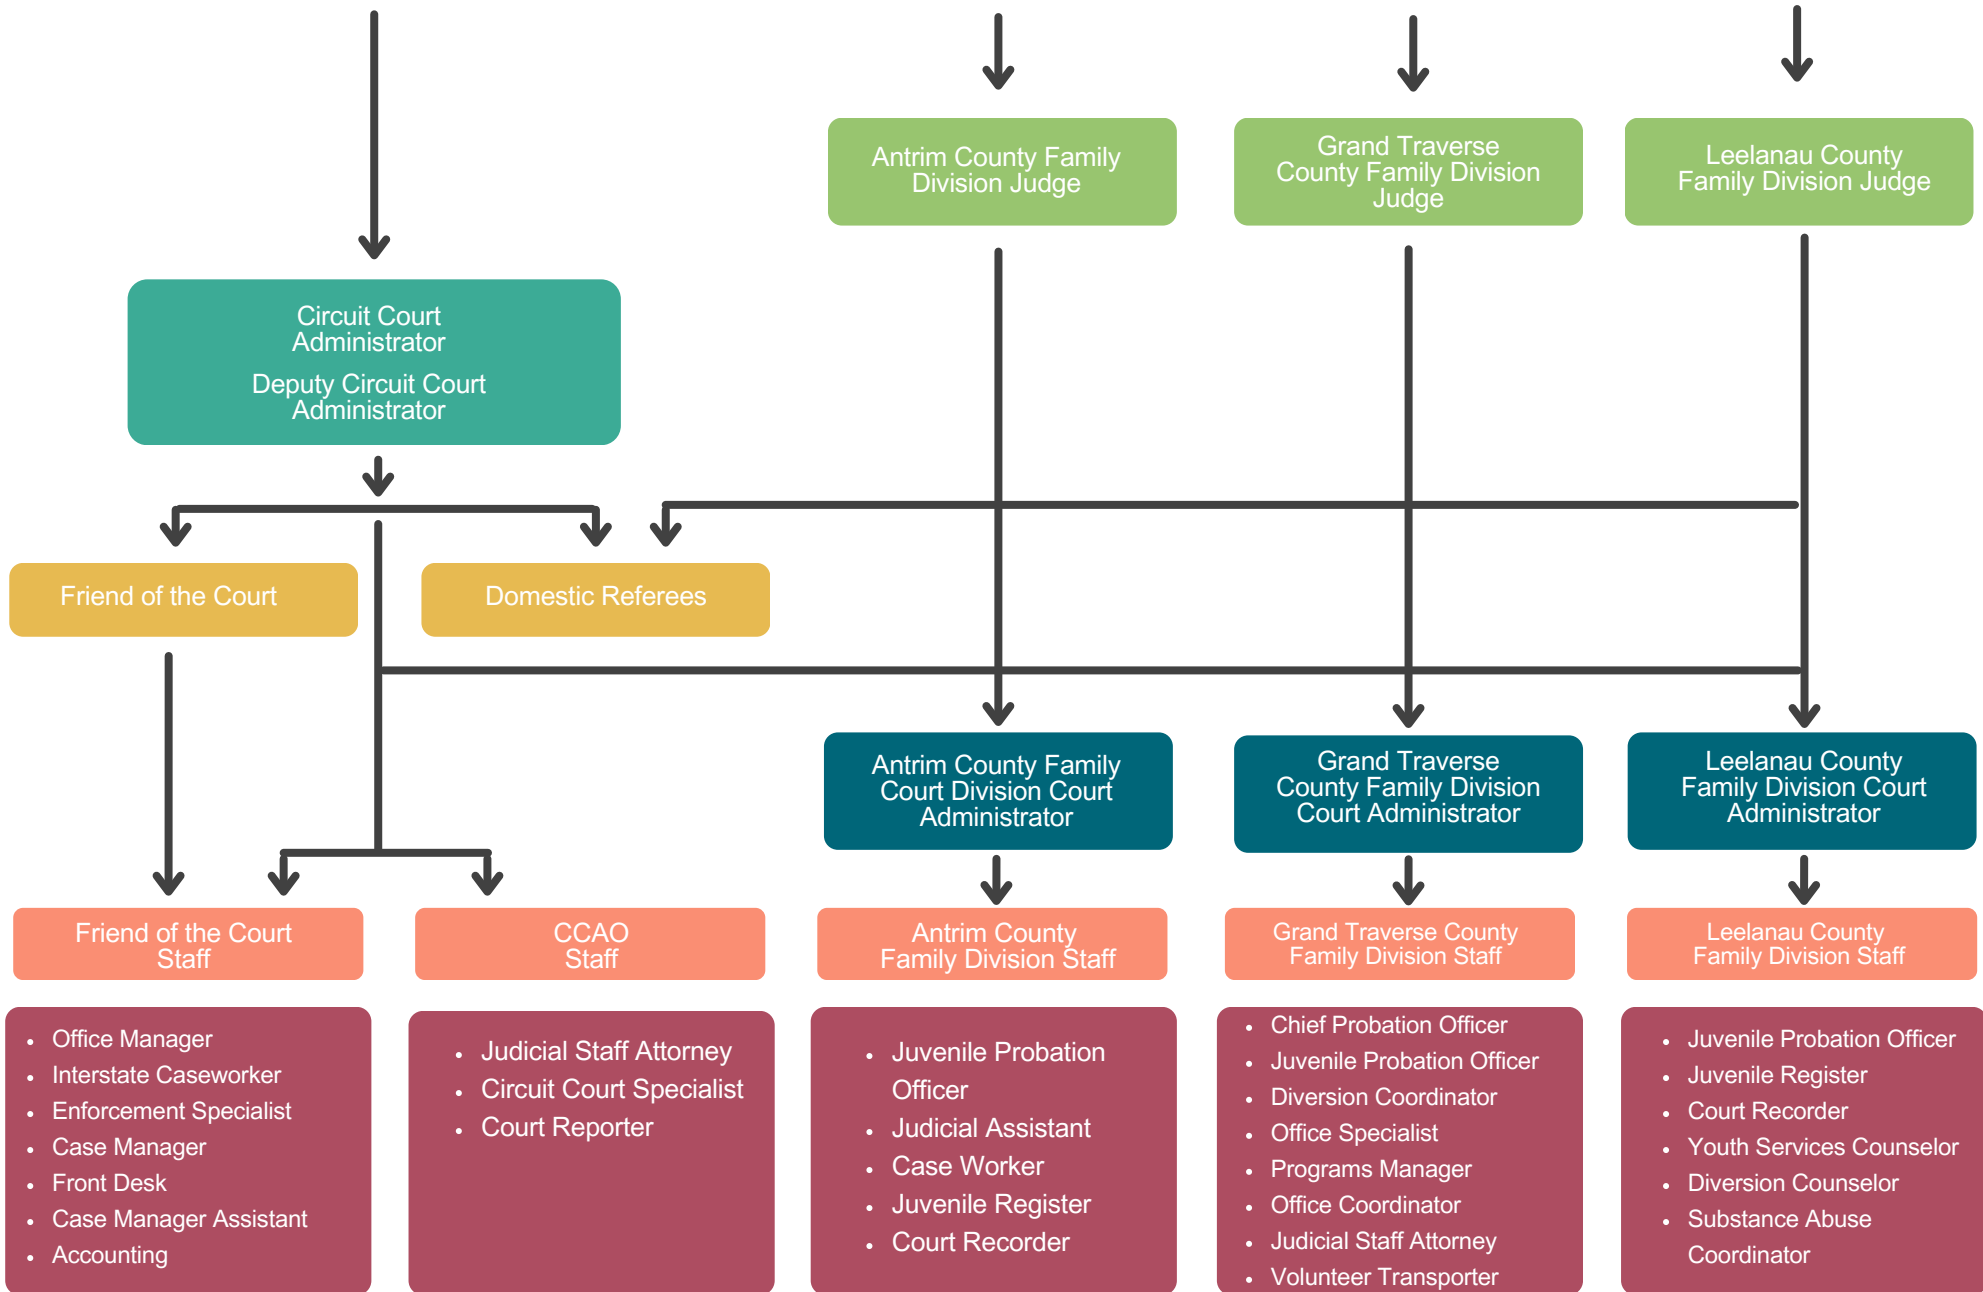 Antrim County Family
Division Judge
Grand Traverse
County Family Division
Judge
Leelanau County
Family Division Judge
Circuit Court
Administrator
Deputy Circuit Court
Administrator
Friend of the Court
Domestic Referees
Antrim County Family
Court Division Court
Administrator
Grand Traverse
County Family Division
Court Administrator
Leelanau County
Family Division Court
Administrator
Friend of the Court
Staff
CCAO
Staff
Antrim County
Family Division Staff
Grand Traverse County
Family Division Staff
Leelanau County
Family Division Staff
• Office Manager
• Interstate Caseworker
• Enforcement Specialist
• Case Manager
• Front Desk
• Case Manager Assistant
• Accounting
• Judicial Staff Attorney
• Circuit Court Specialist
• Court Reporter
• Juvenile Probation
Officer
• Judicial Assistant
• Case Worker
• Juvenile Register
• Court Recorder
• Chief Probation Officer
• Juvenile Probation Officer
• Diversion Coordinator
• Office Specialist
• Programs Manager
• Office Coordinator
• Judicial Staff Attorney
• Volunteer Transporter
• Juvenile Probation Officer
• Juvenile Register
• Court Recorder
• Youth Services Counselor
• Diversion Counselor
• Substance Abuse
Coordinator